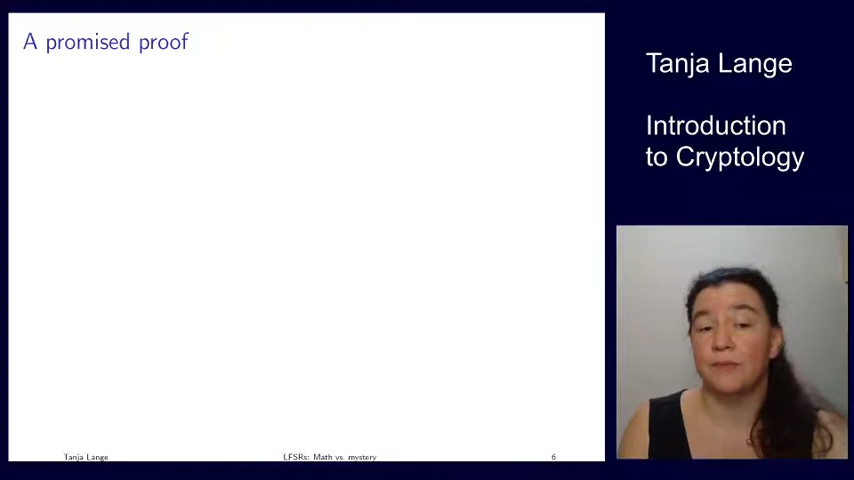 A promised proof
Tanja Lange
Introduction
to Cryptology
Tanja Lange
LFSRs: Math vs. mystery
6